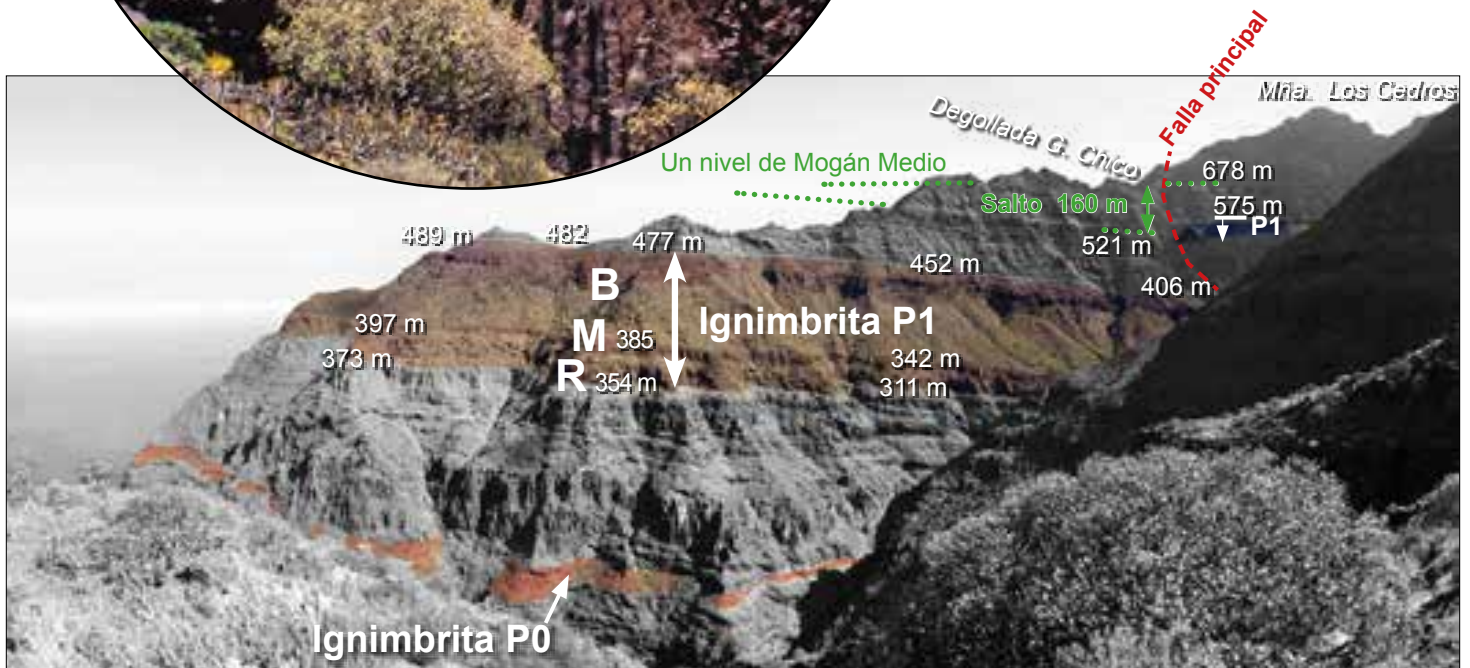 Falla principal
Mña. Los Cedros
Degollada G. Chico
Un nivel de Mogán Medio
678 m
Salto 160 m
575 m
P1
489 m
482
477 m
521 m
452 m
406 m
B
397 m
M 385
Ignimbrita P1
373 m
342 m
R 354 m
311 m
Ignimbrita P0